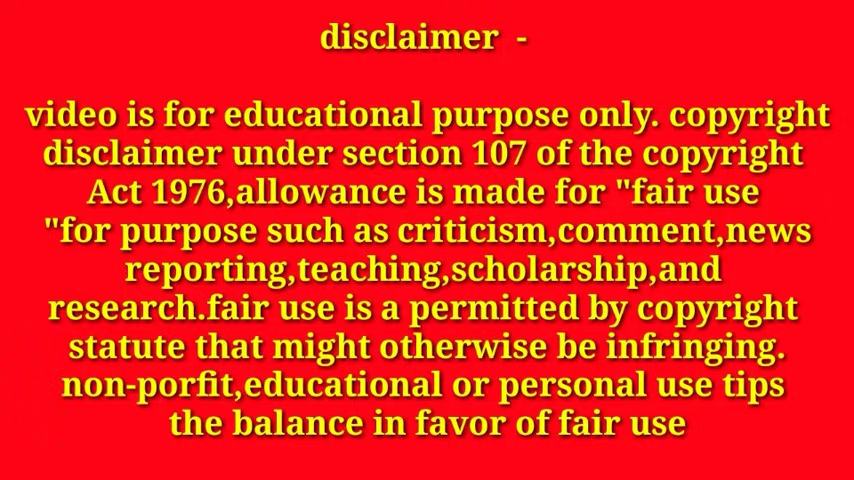 disclaimer -
video is for educational purpose only. copyright
disclaimer under section 107 of the copyright
Act 1976,allowance is made for "fair use
"for purpose such as criticism,comment,news
reporting,teaching,scholarship,and
research.fair use is a permitted by copyright
statute that might otherwise be infringing.
non-porfit,educational or personal use tips
the balance in favor of fair use